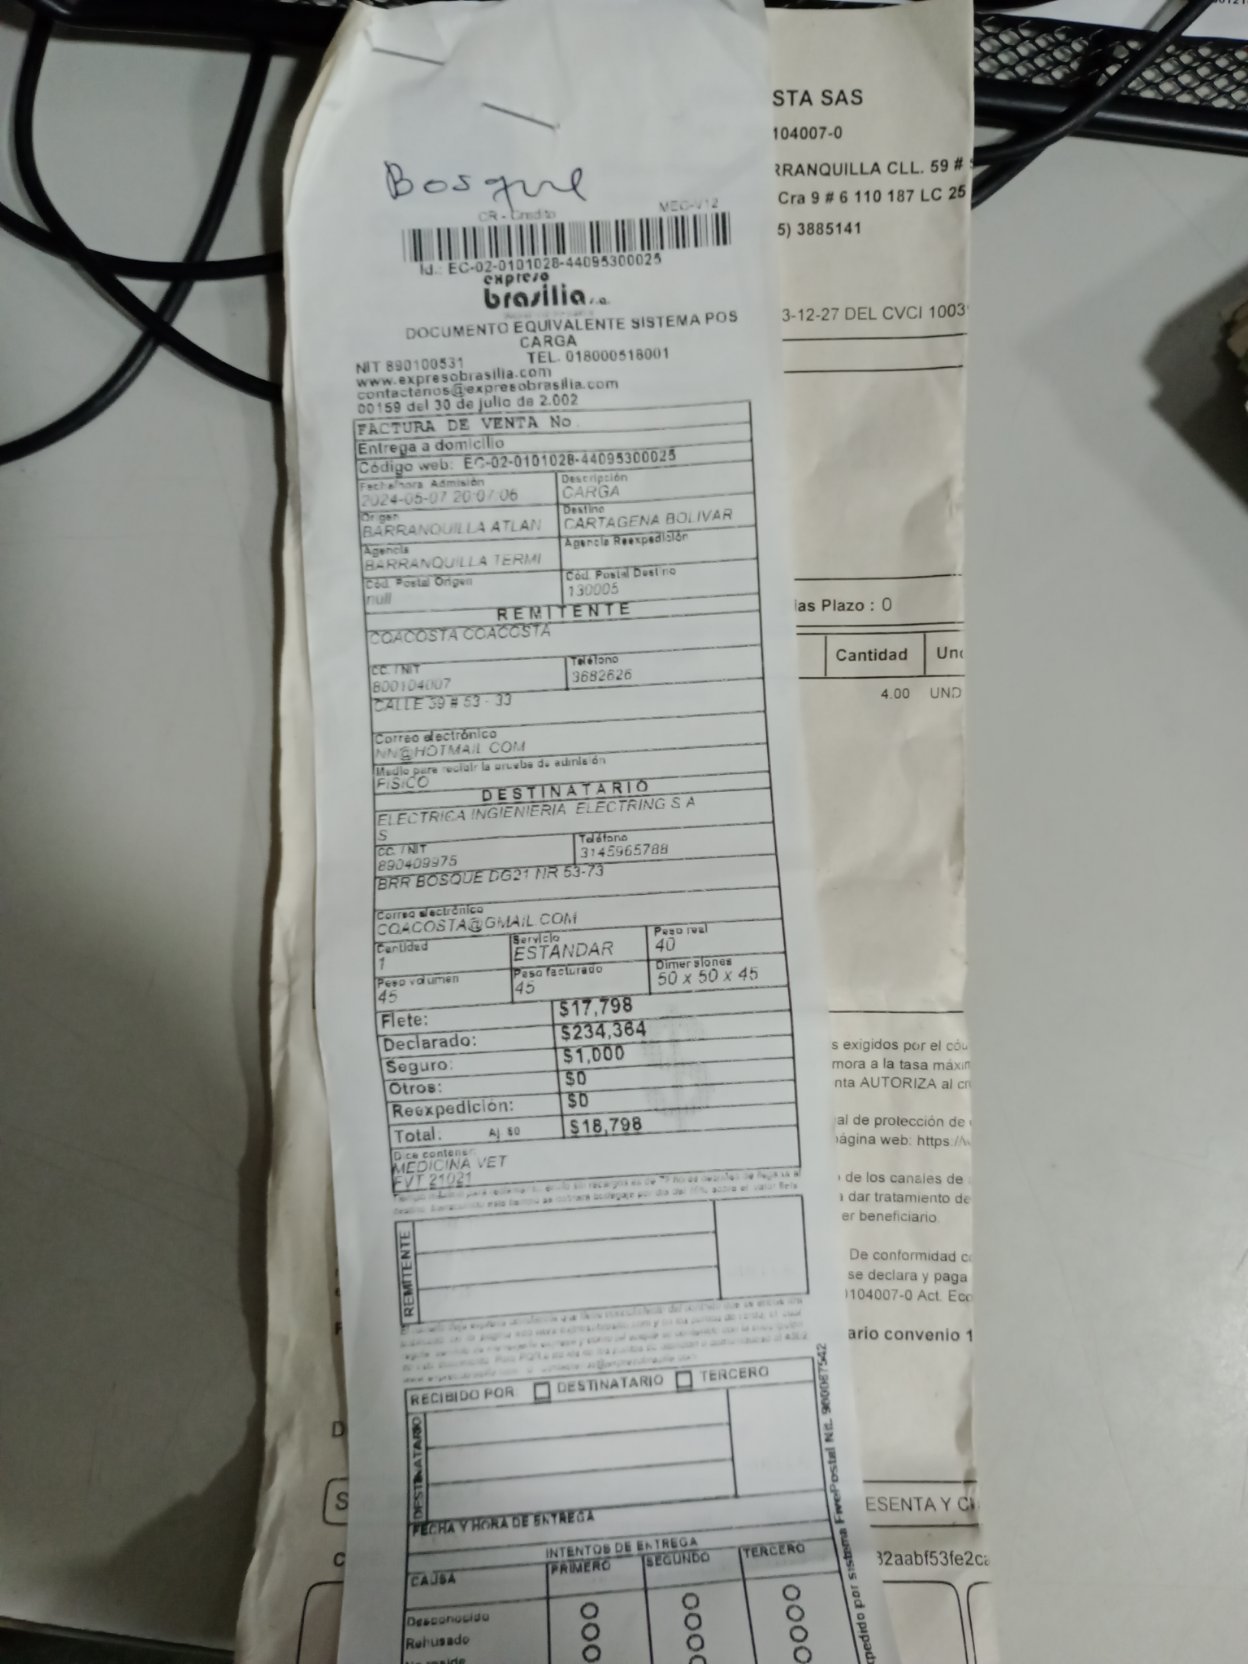 Bosque
CR - Credito MEC-V12
Id.: EC-02-0101028-44095300025
expreso
brasilia s.a.
DOCUMENTO EQUIVALENTE SISTEMA POS
CARGA
NIT 890100531 TEL. 018000518001
www.expresobrasilia.com
contactenos@expresobrasilia.com
00159 del 30 de julio de 2.002
FACTURA DE VENTA No.
Entrega a domicilio
Código web: EC-02-0101028-44095300025
Fecha/hora Admisión Descripción
2024-05-07 20:07:06 CARGA
Origen Destino
BARRANQUILLA ATLAN CARTAGENA BOLIVAR
Agencia Agencia Reexpedición
BARRANQUILLA TERMI
Cód. Postal Origen Cód. Postal Destino
null 130005
REMITENTE
COACOSTA COACOSTA
CC. / NIT Teléfono
800104007 3682626
CALLE 39 # 53 - 33
Correo electrónico
NN@HOTMAIL.COM
Medio para recibir la prueba de admisión
FISICO
DESTINATARIO
ELECTRICA INGIENIERIA ELECTRING S A
S
CC. / NIT Teléfono
890409975 3145965788
BRR BOSQUE DG21 NR 53-73
Correo electrónico
COACOSTA@GMAIL.COM
Cantidad Servicio Peso real
1 ESTANDAR 40
Peso volumen Peso facturado Dimensiones
45 45 50 x 50 x 45
Flete: $17,798
Declarado: $234,364
Seguro: $1,000
Otros: $0
Reexpedición: $0
Total: Aj $0 $18,798
Dice contener
MEDICINA VET
FVT 21021
REMITENTE
RECIBIDO POR DESTINATARIO TERCERO
DESTINATARIO
FECHA Y HORA DE ENTREGA
INTENTOS DE ENTREGA
CAUSA PRIMERO SEGUNDO TERCERO
Desconocido
Rehusado
No reside
pedido por sistema FivePostal Nit. 900087542
STA SAS
104007-0
RRANQUILLA CLL. 59 #
Cra 9 # 6 110 187 LC 25
5) 3885141
3-12-27 DEL CVCI 1003
ias Plazo : 0
Cantidad Und
4.00 UND
s exigidos por el cód
mora a la tasa máxim
nta AUTORIZA al cr
al de protección de
ágina web: https://
de los canales de
a dar tratamiento de
er beneficiario.
De conformidad c
se declara y paga
104007-0 Act. Eco
ario convenio 1
ESENTA Y C
32aabf53fe2ca